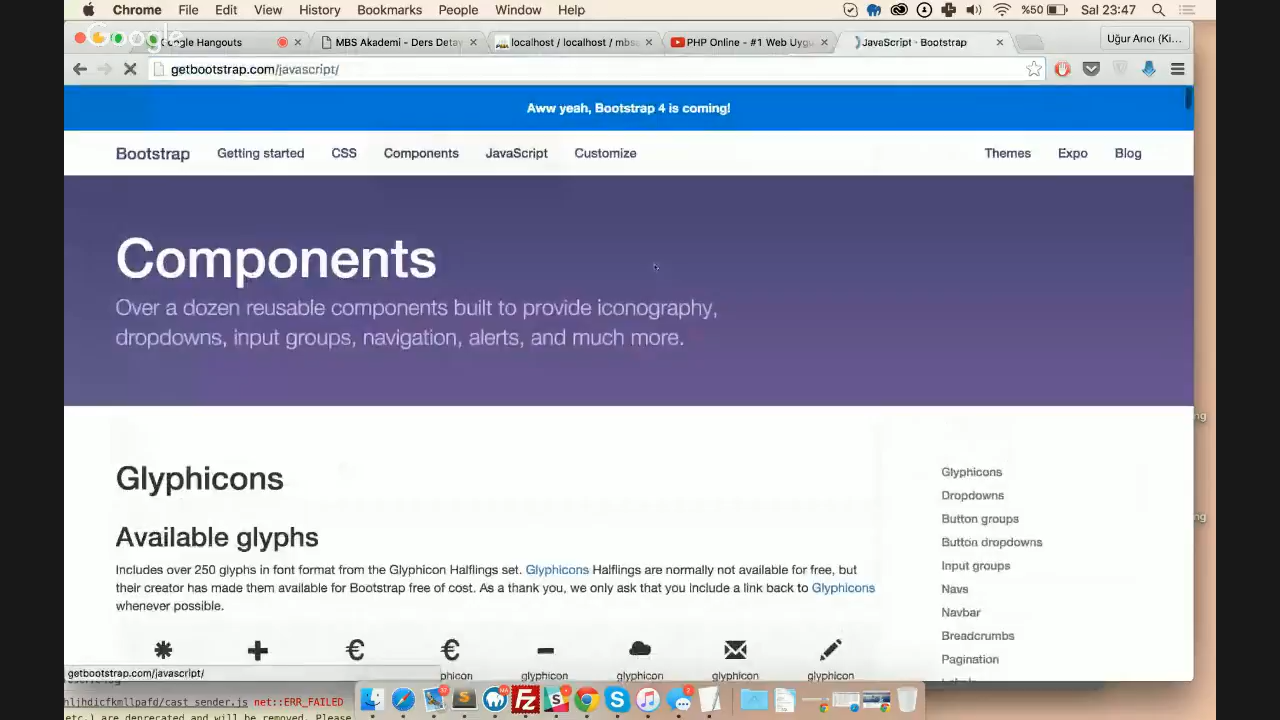 Chrome File Edit View History Bookmarks People Window Help %50 Sal 23:47
Google
Google Hangouts MBS Akademi - Ders Detay localhost / localhost / mbs PHP Online - #1 Web Uyg JavaScript - Bootstrap Uğur Arıcı (Ki...
getbootstrap.com/javascript/
Aww yeah, Bootstrap 4 is coming!
Bootstrap Getting started CSS Components JavaScript Customize Themes Expo Blog
Components
Over a dozen reusable components built to provide iconography,
dropdowns, input groups, navigation, alerts, and much more.
Glyphicons
Available glyphs
Includes over 250 glyphs in font format from the Glyphicon Halflings set. Glyphicons Halflings are normally not available for free, but
their creator has made them available for Bootstrap free of cost. As a thank you, we only ask that you include a link back to Glyphicons
whenever possible.
glyphicon glyphicon glyphicon glyphicon glyphicon
Glyphicons
Dropdowns
Button groups
Button dropdowns
Input groups
Navs
Navbar
Breadcrumbs
Pagination
getbootstrap.com/javascript/
net::ERR_FAILED
etc.) are deprecated and will be removed. Please